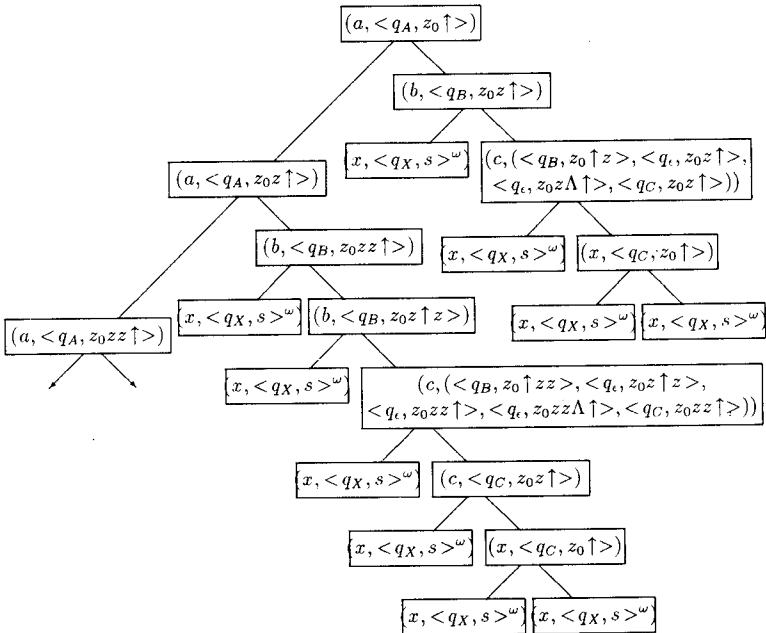 (a, <q_A, z_0↑>)
(b, <q_B, z_0z↑>)
(x, <q_X, s>^ω)
(c, (<q_B, z_0↑z>, <q_ϵ, z_0z↑>,
<q_ϵ, z_0zΛ↑>, <q_C, z_0z↑>))
(a, <q_A, z_0z↑>)
(b, <q_B, z_0zz↑>)
(x, <q_X, s>^ω)
(x, <q_C, z_0↑>)
(a, <q_A, z_0zz↑>)
(x, <q_X, s>^ω)
(b, <q_B, z_0z↑z>)
(x, <q_X, s>^ω)
(x, <q_X, s>^ω)
(x, <q_X, s>^ω)
(c, (<q_B, z_0↑zz>, <q_ϵ, z_0z↑z>,
<q_ϵ, z_0zz↑>, <q_ϵ, z_0zzΛ↑>, <q_C, z_0zz↑>))
(x, <q_X, s>^ω)
(c, <q_C, z_0z↑>)
(x, <q_X, s>^ω)
(x, <q_C, z_0↑>)
(x, <q_X, s>^ω)
(x, <q_X, s>^ω)